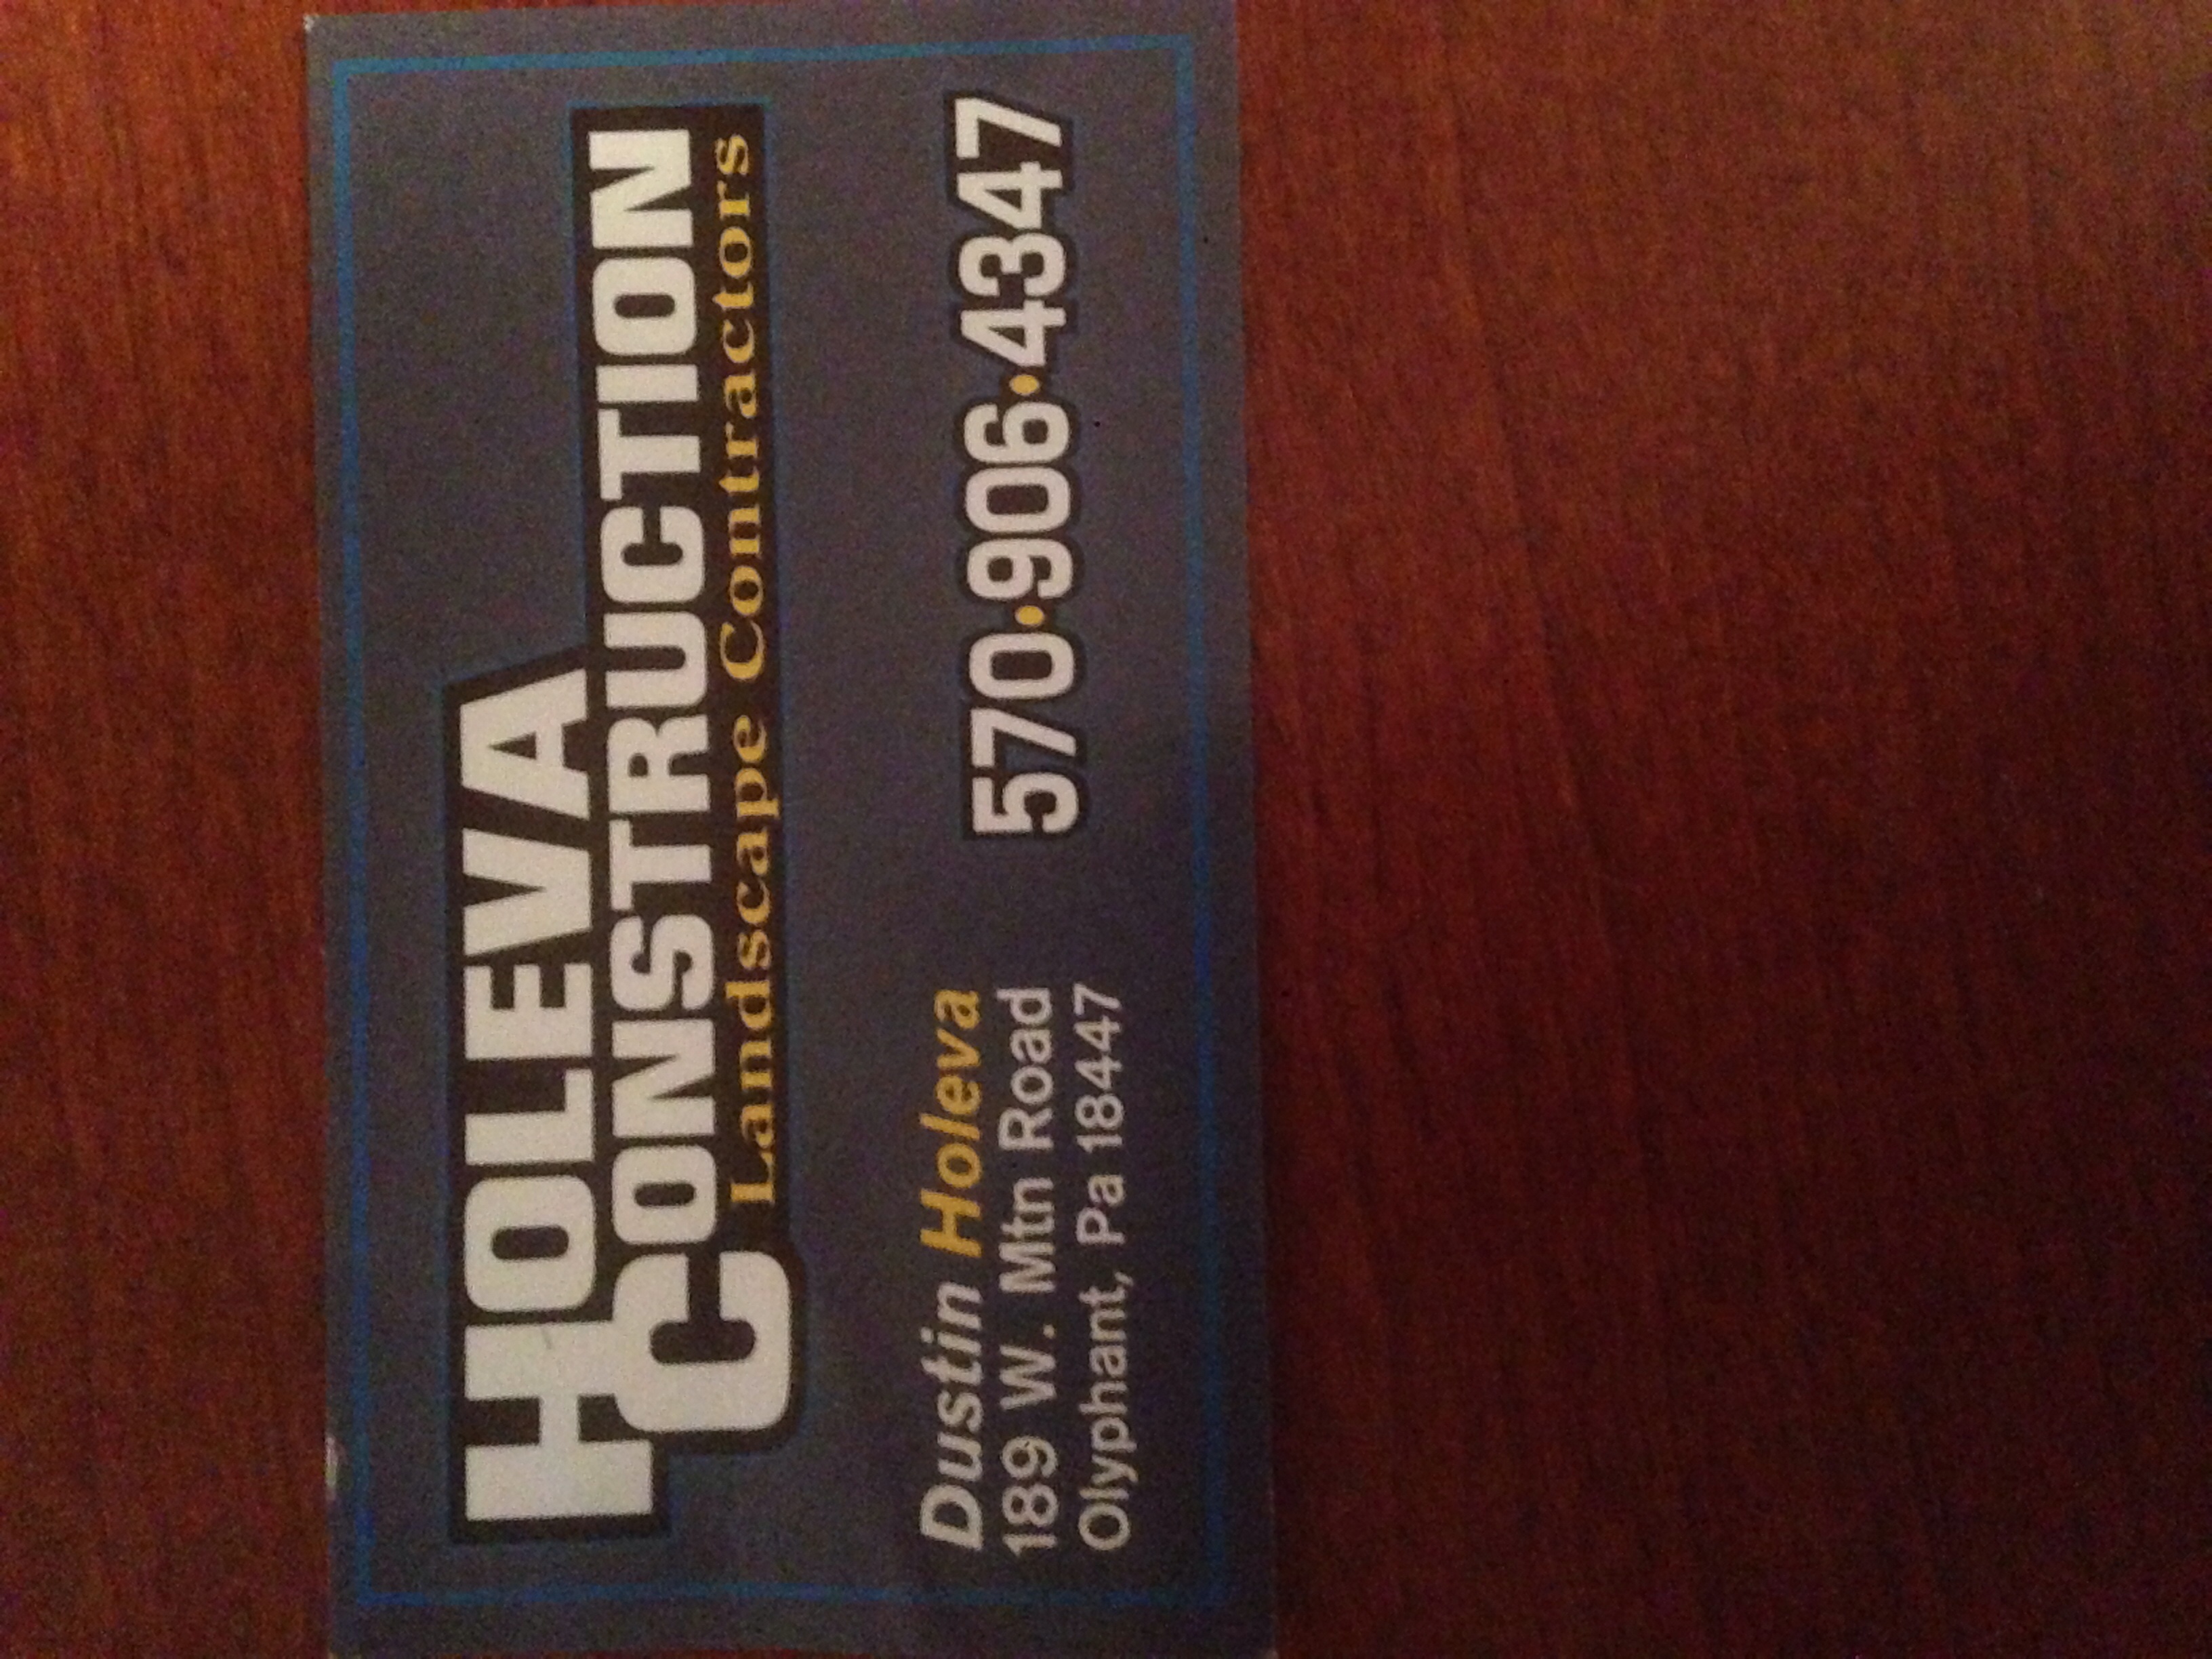 HOLEVA
CONSTRUCTION
Landscape Contractors
Dustin Holeva
189 W. Mtn Road
Olyphant, Pa 18447
570•906•4347